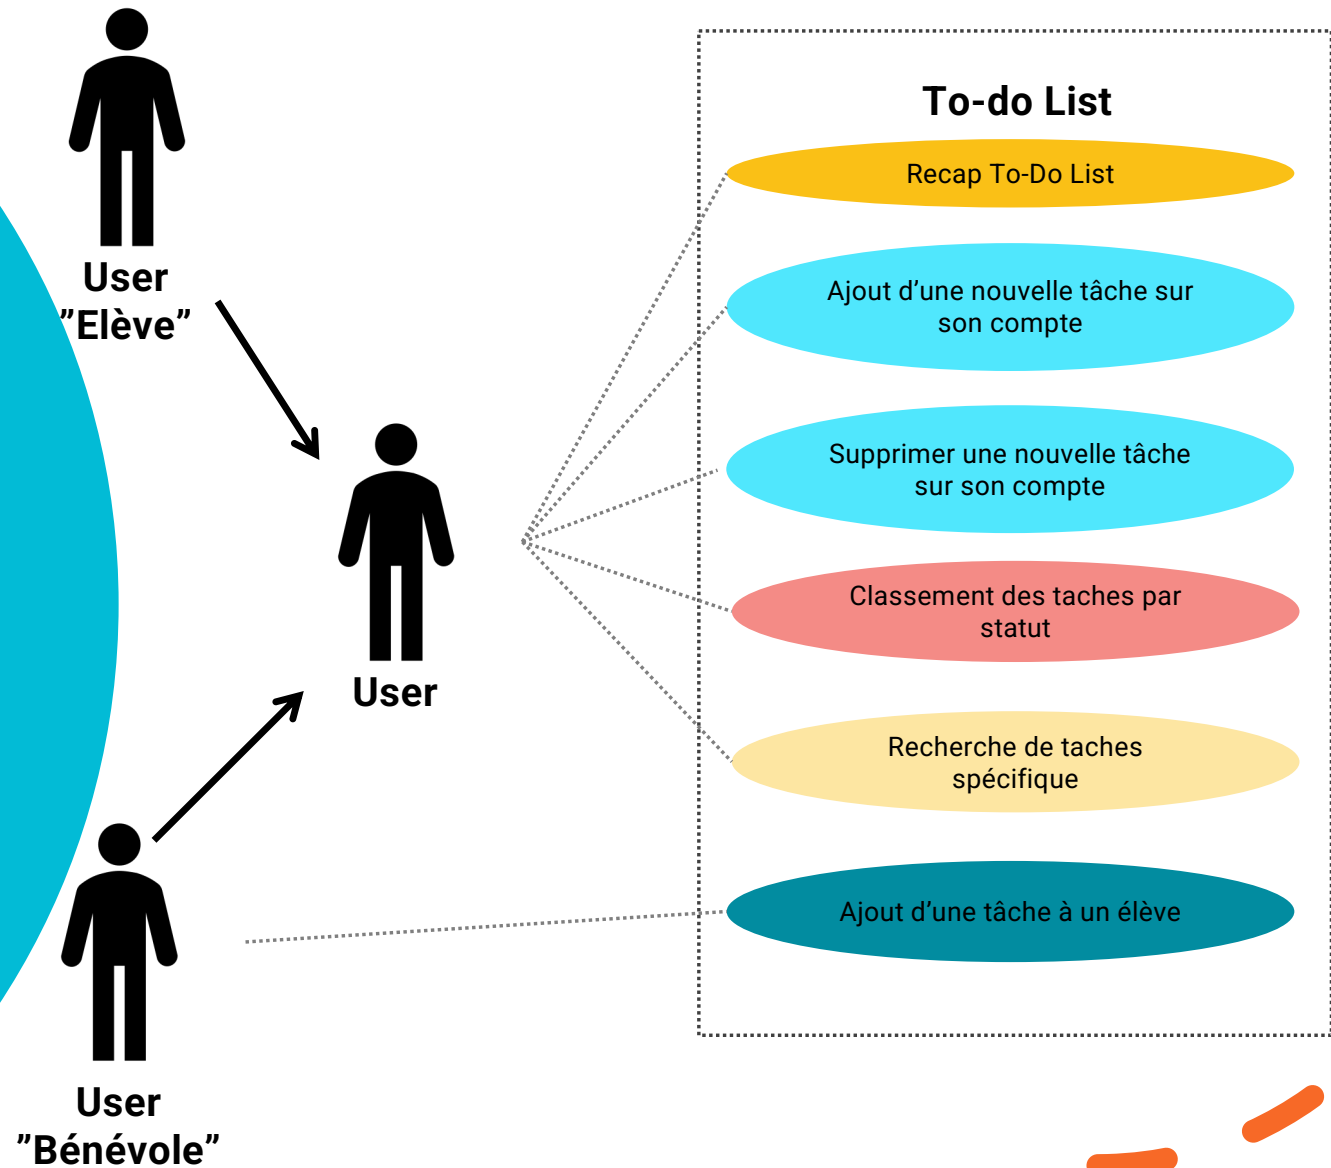 User
”Elève”
User
User
”Bénévole”
To-do List
Recap To-Do List
Ajout d’une nouvelle tâche sur
son compte
Supprimer une nouvelle tâche
sur son compte
Classement des taches par
statut
Recherche de taches
spécifique
Ajout d’une tâche à un élève